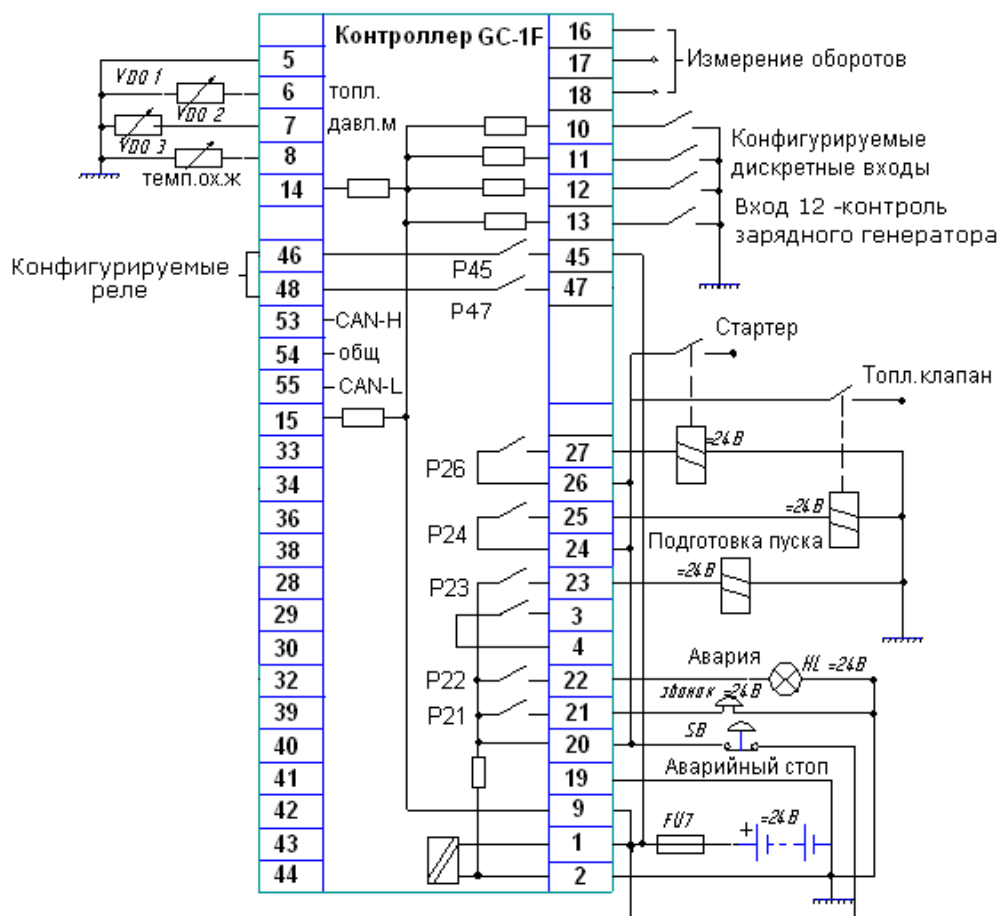 Контроллер GC-1F
16
17
18
Измерение оборотов
5
VDO 1
6
топл.
VDO 2
7
давл.м
VDO 3
8
темп.ох.ж
14
10
11
12
13
Конфигурируемые
дискретные входы
Вход 12 -контроль
зарядного генератора
46
P45
45
48
P47
47
Конфигурируемые
реле
53
CAN-H
54
общ
55
CAN-L
15
Стартер
Топл.клапан
33
34
P26
27
26
=24В
36
38
P24
25
24
=24В
Подготовка пуска
28
P23
23
=24В
29
3
30
4
32
P22
22
Авария
HL =24В
39
P21
21
звонок =24В
40
20
SB
Аварийный стоп
41
19
42
9
43
1
FU7
+
=24В
44
2